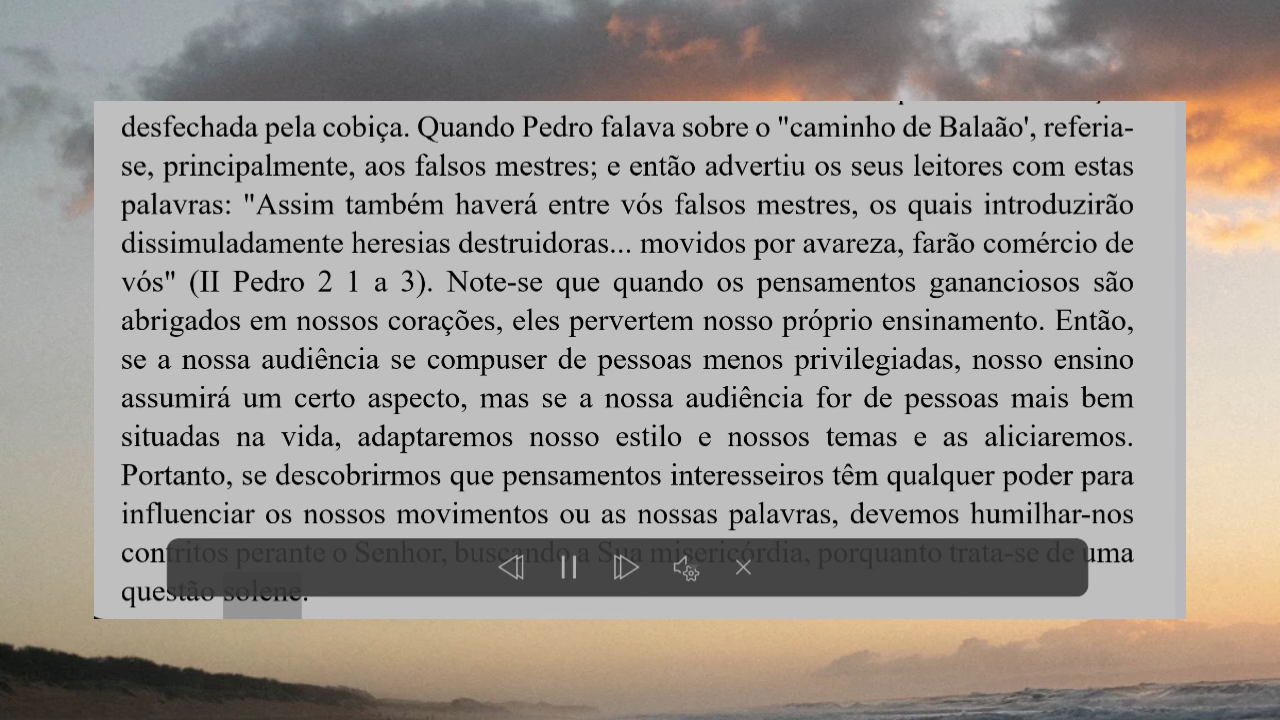 desfechada pela cobiça. Quando Pedro falava sobre o "caminho de Balaão', referia-
se, principalmente, aos falsos mestres; e então advertiu os seus leitores com estas
palavras: "Assim também haverá entre vós falsos mestres, os quais introduzirão
dissimuladamente heresias destruidoras... movidos por avareza, farão comércio de
vós" (II Pedro 2 1 a 3). Note-se que quando os pensamentos gananciosos são
abrigados em nossos corações, eles pervertem nosso próprio ensinamento. Então,
se a nossa audiência se compuser de pessoas menos privilegiadas, nosso ensino
assumirá um certo aspecto, mas se a nossa audiência for de pessoas mais bem
situadas na vida, adaptaremos nosso estilo e nossos temas e as aliciaremos.
Portanto, se descobrirmos que pensamentos interesseiros têm qualquer poder para
influenciar os nossos movimentos ou as nossas palavras, devemos humilhar-nos
contritos perante o Senhor, buscando a Sua misericórdia, porquanto trata-se de uma
questão solene.